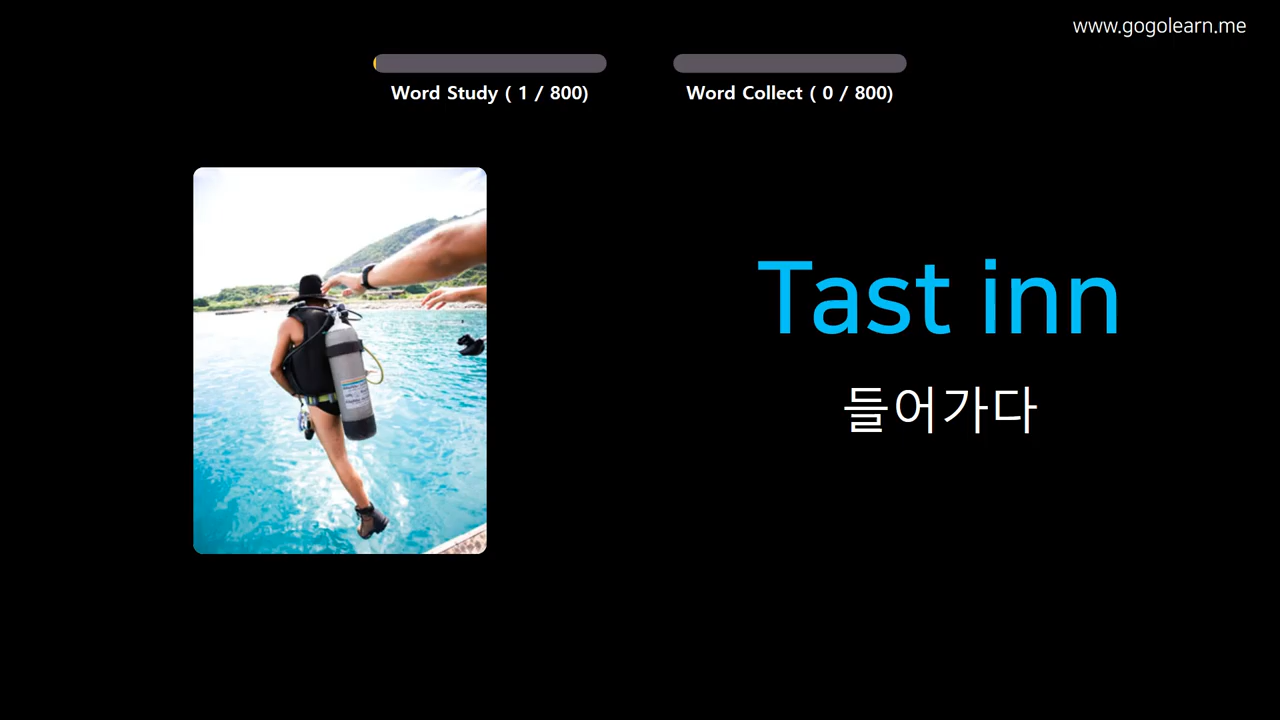 www.gogolearn.me
Word Study ( 1 / 800)
Word Collect ( 0 / 800)
Tast inn
들어가다